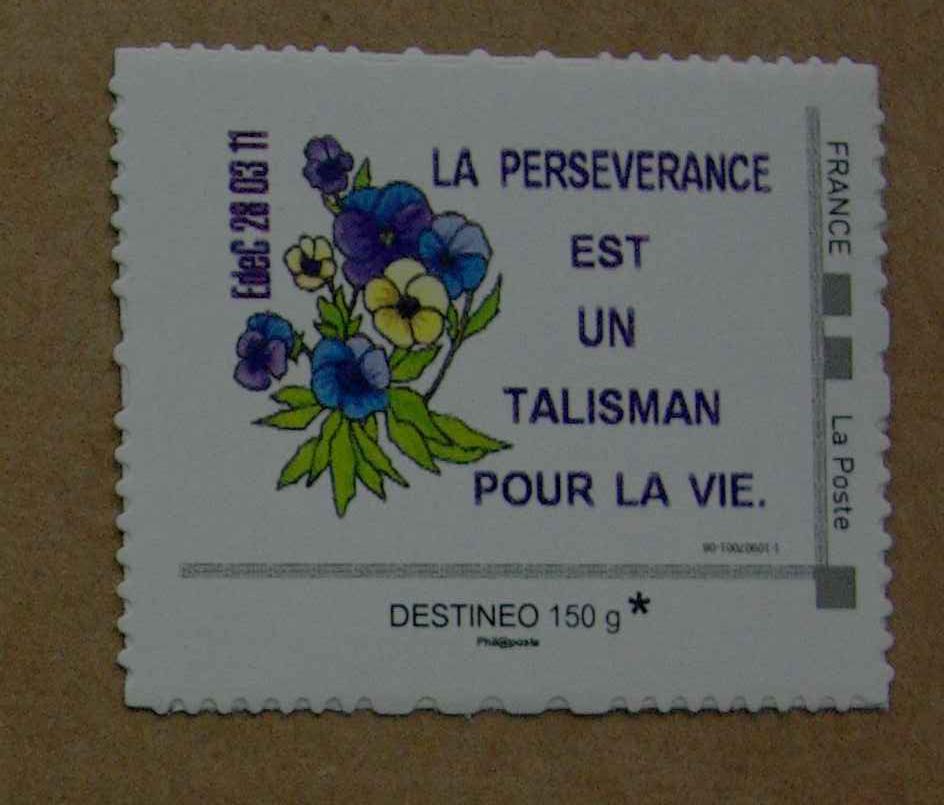 EdeC 28 03 11
LA PERSEVERANCE
EST
UN
TALISMAN
POUR LA VIE.
FRANCE
La Poste
DESTINEO 150 g*
Phil@poste